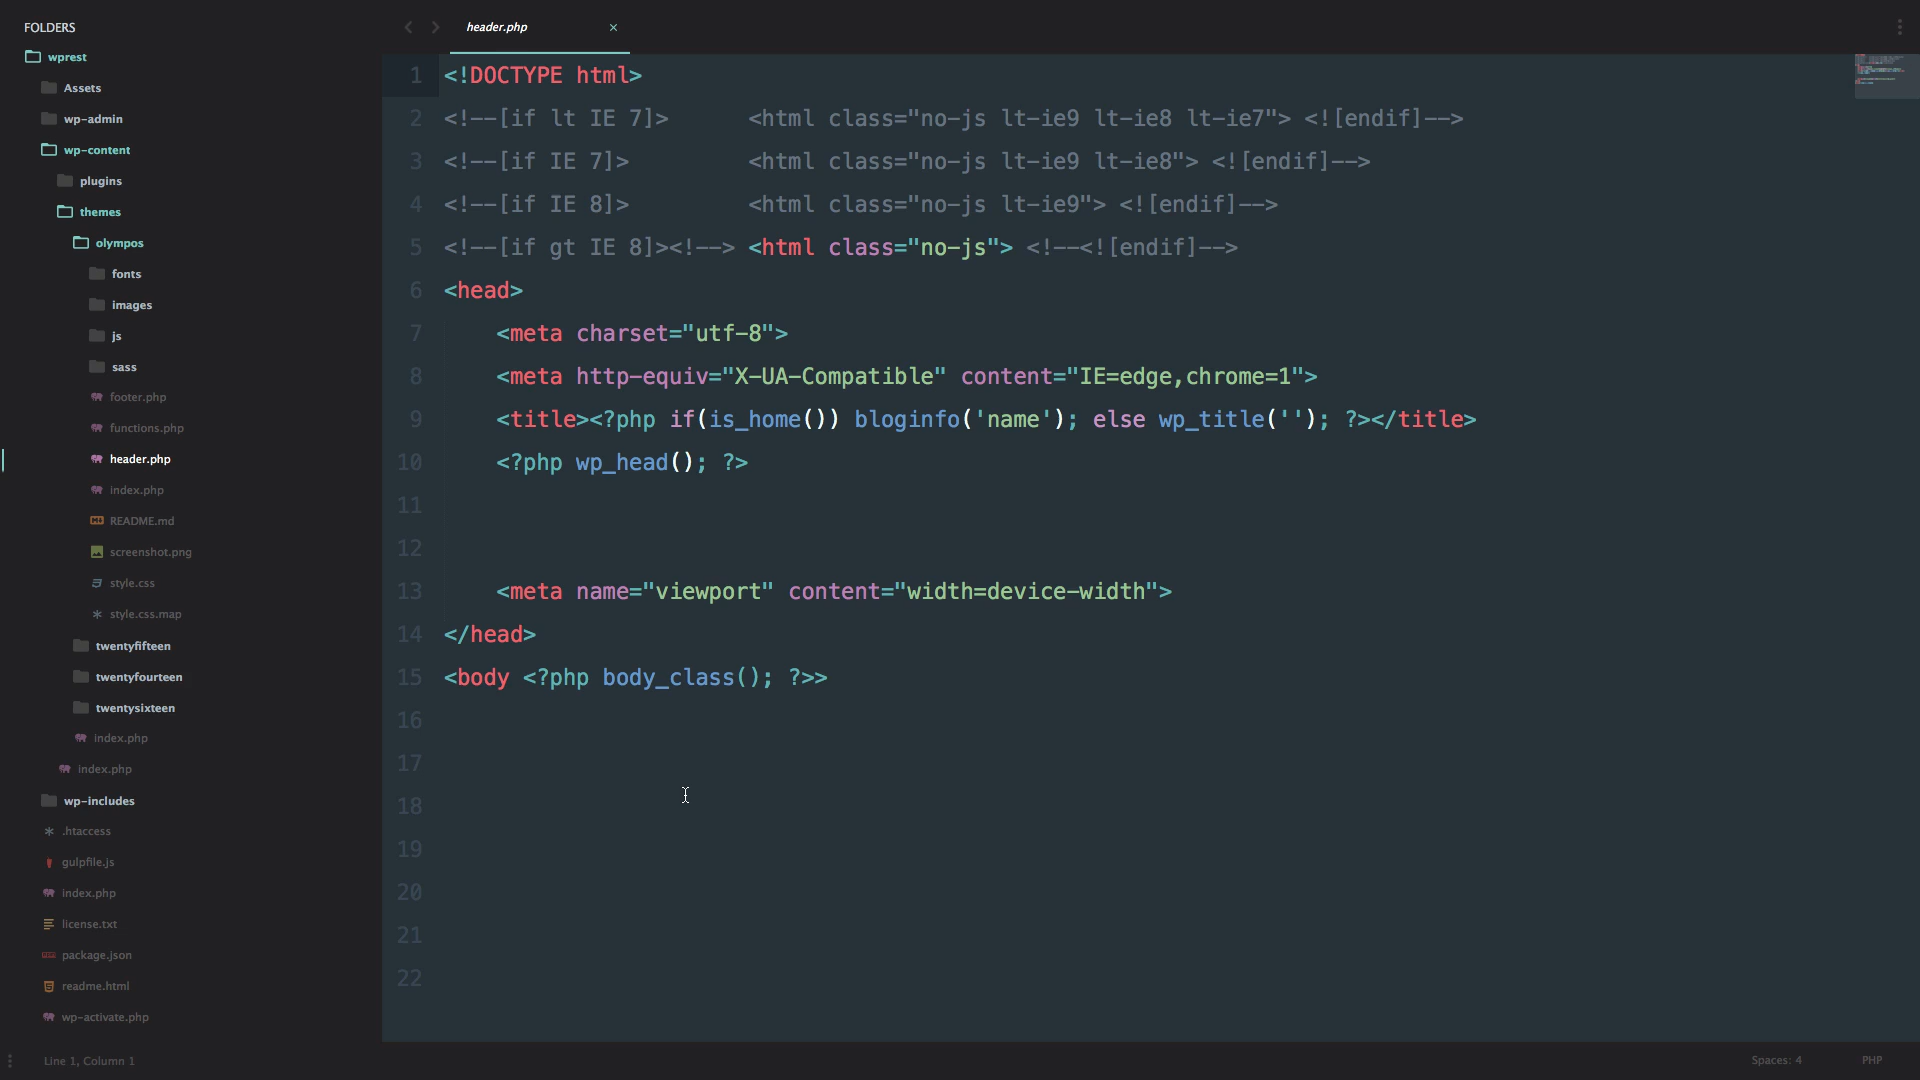 FOLDERS
wprest
Assets
wp-admin
wp-content
plugins
themes
olympos
fonts
images
js
sass
footer.php
functions.php
header.php
index.php
README.md
screenshot.png
style.css
style.css.map
twentyfifteen
twentyfourteen
twentysixteen
index.php
index.php
wp-includes
.htaccess
gulpfile.js
index.php
license.txt
package.json
readme.html
wp-activate.php
header.php
1 <!DOCTYPE html>
2 <!--[if lt IE 7]>      <html class="no-js lt-ie9 lt-ie8 lt-ie7"> <![endif]-->
3 <!--[if IE 7]>         <html class="no-js lt-ie9 lt-ie8"> <![endif]-->
4 <!--[if IE 8]>         <html class="no-js lt-ie9"> <![endif]-->
5 <!--[if gt IE 8]><!--> <html class="no-js"> <!--<![endif]-->
6 <head>
7     <meta charset="utf-8">
8     <meta http-equiv="X-UA-Compatible" content="IE=edge,chrome=1">
9     <title><?php if(is_home()) bloginfo('name'); else wp_title(''); ?></title>
10     <?php wp_head(); ?>
11
12
13     <meta name="viewport" content="width=device-width">
14 </head>
15 <body <?php body_class(); ?>>
16
17
18
19
20
21
22
Line 1, Column 1
Spaces: 4
PHP